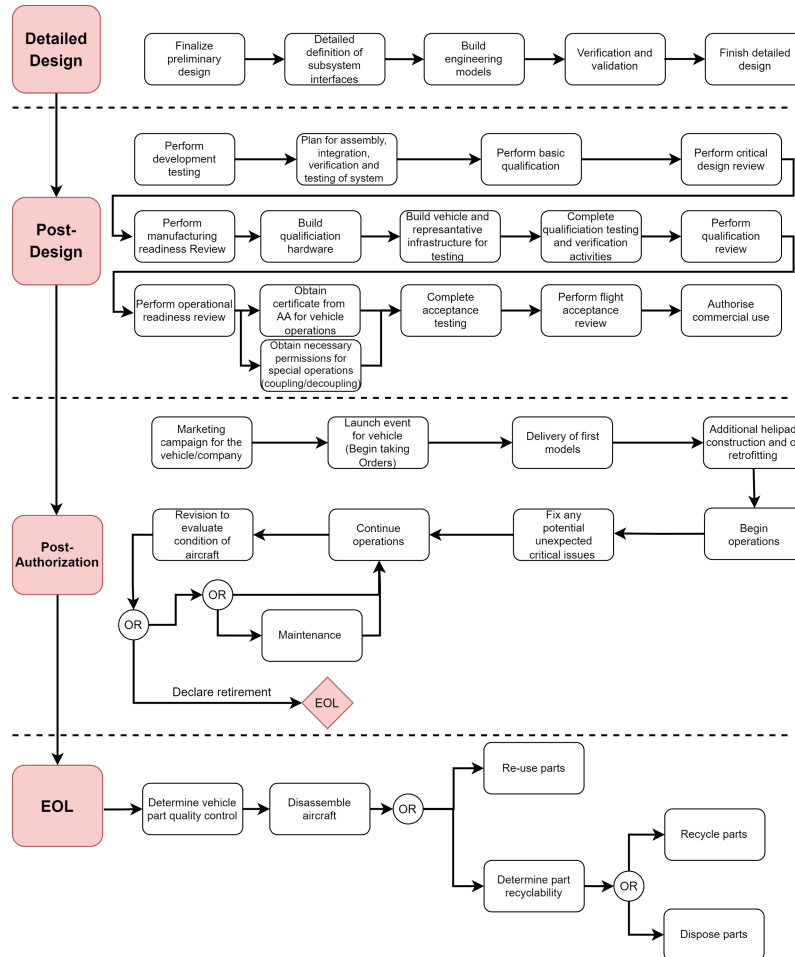 Detailed
Design
Finalize
preliminary
design
Detailed
definition of
subsystem
interfaces
Build
engineering
models
Verification and
validation
Finish detailed
design
Post-
Design
Perform
development
testing
Plan for assembly,
integration,
verification and
testing of system
Perform basic
qualification
Perform critical
design review
Perform
manufacturing
readiness Review
Build
qualificiation
hardware
Build vehicle and
represantative
infrastructure for
testing
Complete
qualificiation testing
and verification
activities
Perform
qualification
review
Perform operational
readiness review
Obtain
certificate from
AA for vehicle
operations
Obtain necessary
permissions for
special operations
(coupling/decoupling)
Complete
acceptance
testing
Perform flight
acceptance
review
Authorise
commercial use
Post-
Authorization
Marketing
campaign for the
vehicle/company
Launch event
for vehicle
(Begin taking
Orders)
Delivery of first
models
Additional helipad
construction and o
retrofitting
Revision to
evaluate
condition of
aircraft
Continue
operations
Fix any
potential
unexpected
critical issues
Begin
operations
OR
OR
Maintenance
Declare retirement
EOL
EOL
Determine vehicle
part quality control
Disassemble
aircraft
OR
Re-use parts
Determine part
recyclability
OR
Recycle parts
Dispose parts